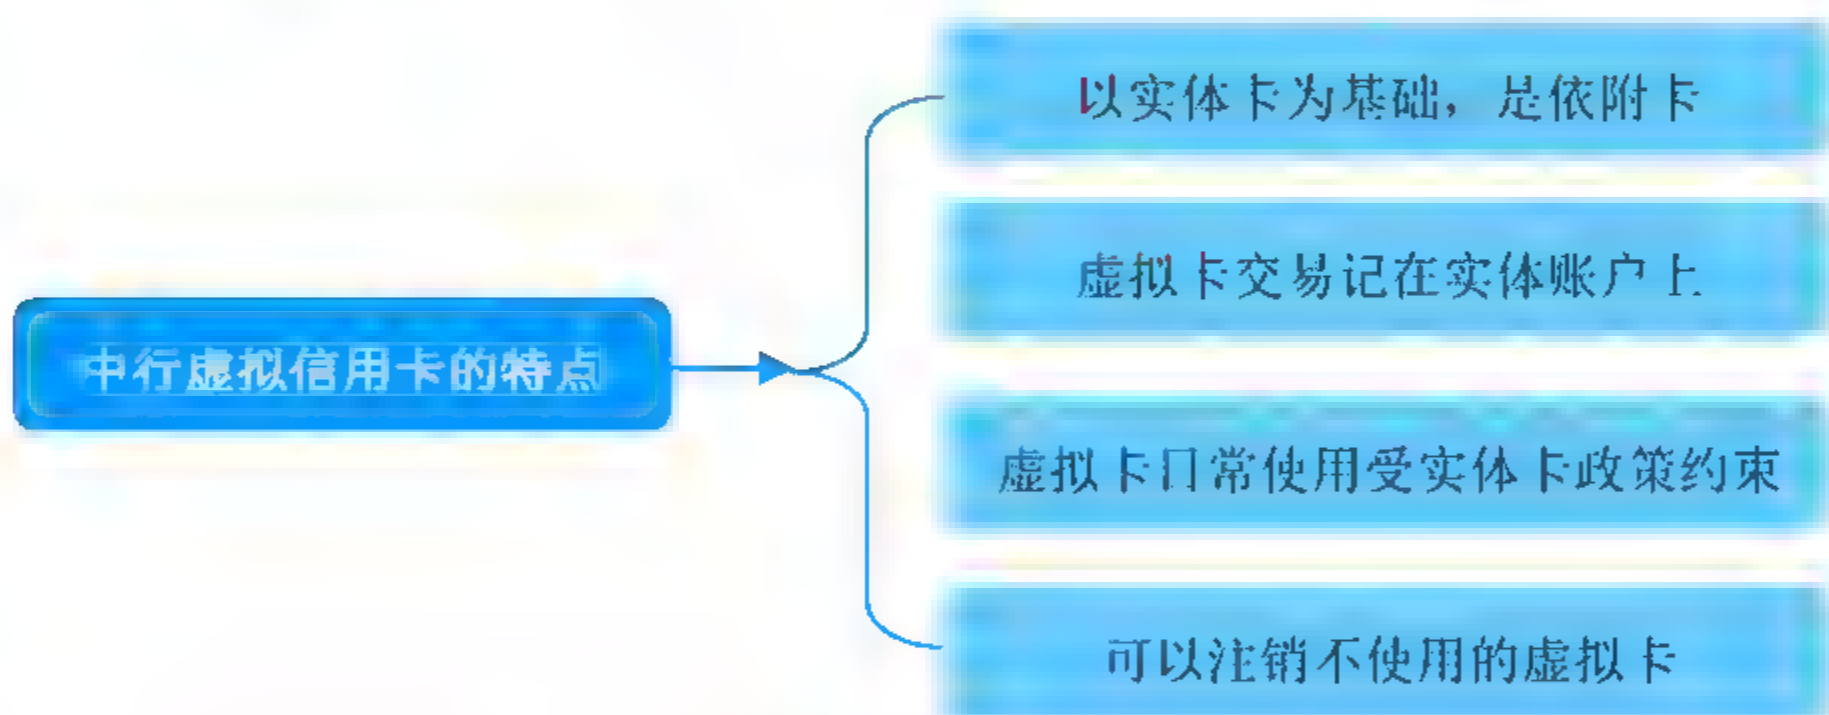 中行虚拟信用卡的特点
以实体卡为基础，是依附卡
虚拟卡交易记在实体账户上
虚拟卡日常使用受实体卡政策约束
可以注销不使用的虚拟卡